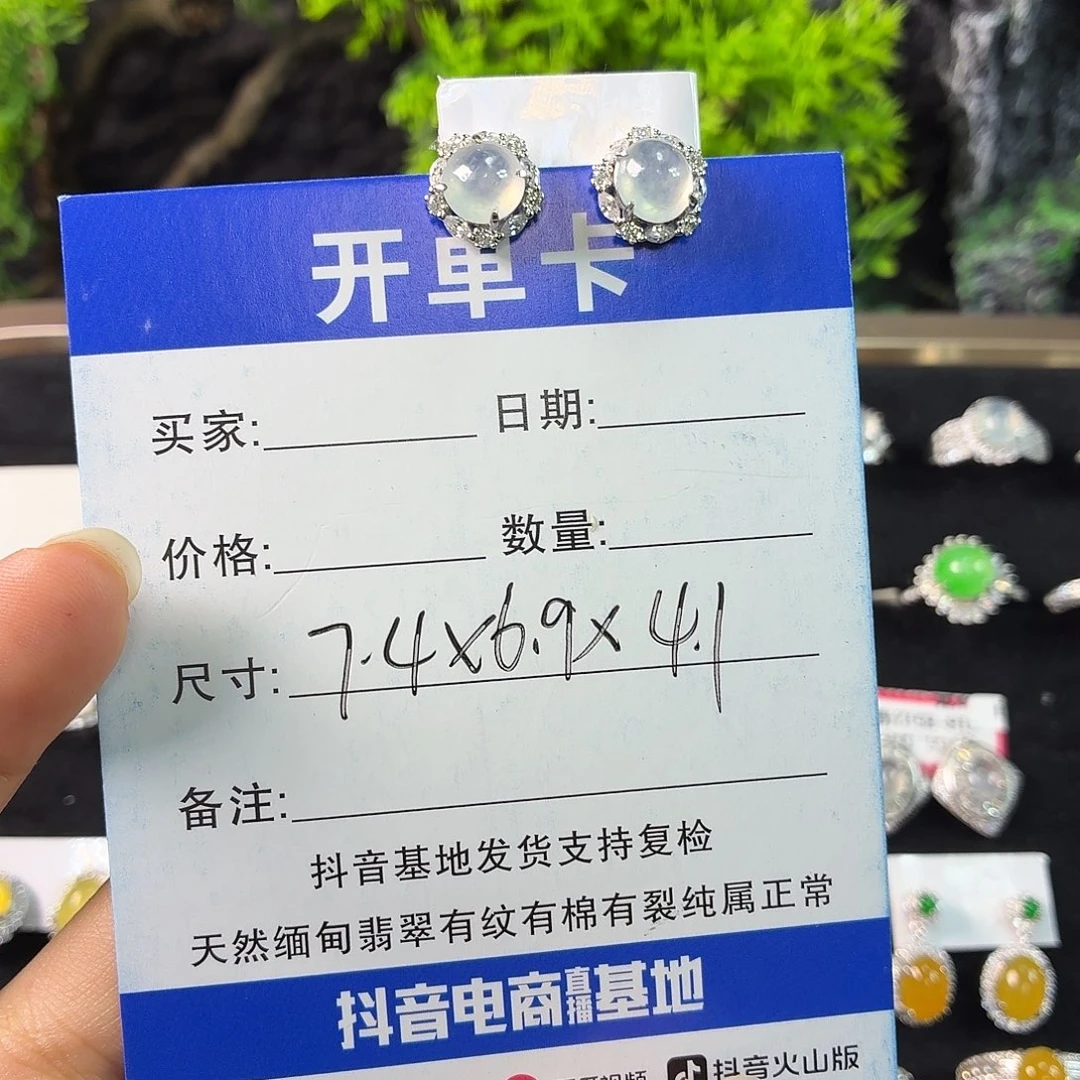 开单卡
买家: 日期:
价格: 数量:
尺寸: 7.4x6.9x4.1
备注:
抖音基地发货支持复检
天然缅甸翡翠有纹有棉有裂纯属正常
抖音电商直播基地
视频 抖音火山版